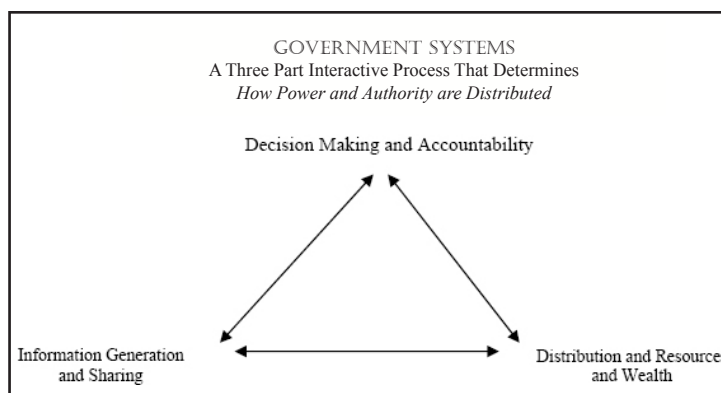 GOVERNMENT SYSTEMS
A Three Part Interactive Process That Determines
How Power and Authority are Distributed
Decision Making and Accountability
Information Generation
and Sharing
Distribution and Resource
and Wealth